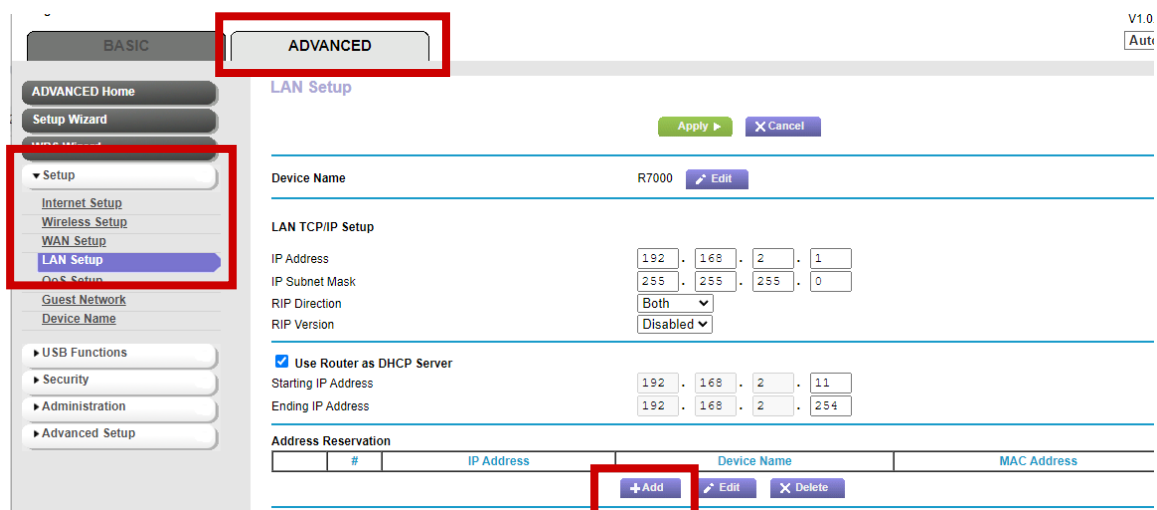 V1.0
BASIC
ADVANCED
Auto
ADVANCED Home
Setup Wizard
WPS Wizard
Setup
Internet Setup
Wireless Setup
WAN Setup
LAN Setup
QoS Setup
Guest Network
Device Name
USB Functions
Security
Administration
Advanced Setup
LAN Setup
Apply
Cancel
Device Name R7000 Edit
LAN TCP/IP Setup
IP Address 192 . 168 . 2 . 1
IP Subnet Mask 255 . 255 . 255 . 0
RIP Direction Both
RIP Version Disabled
Use Router as DHCP Server
Starting IP Address 192 . 168 . 2 . 11
Ending IP Address 192 . 168 . 2 . 254
Address Reservation
# IP Address Device Name MAC Address
Add Edit Delete